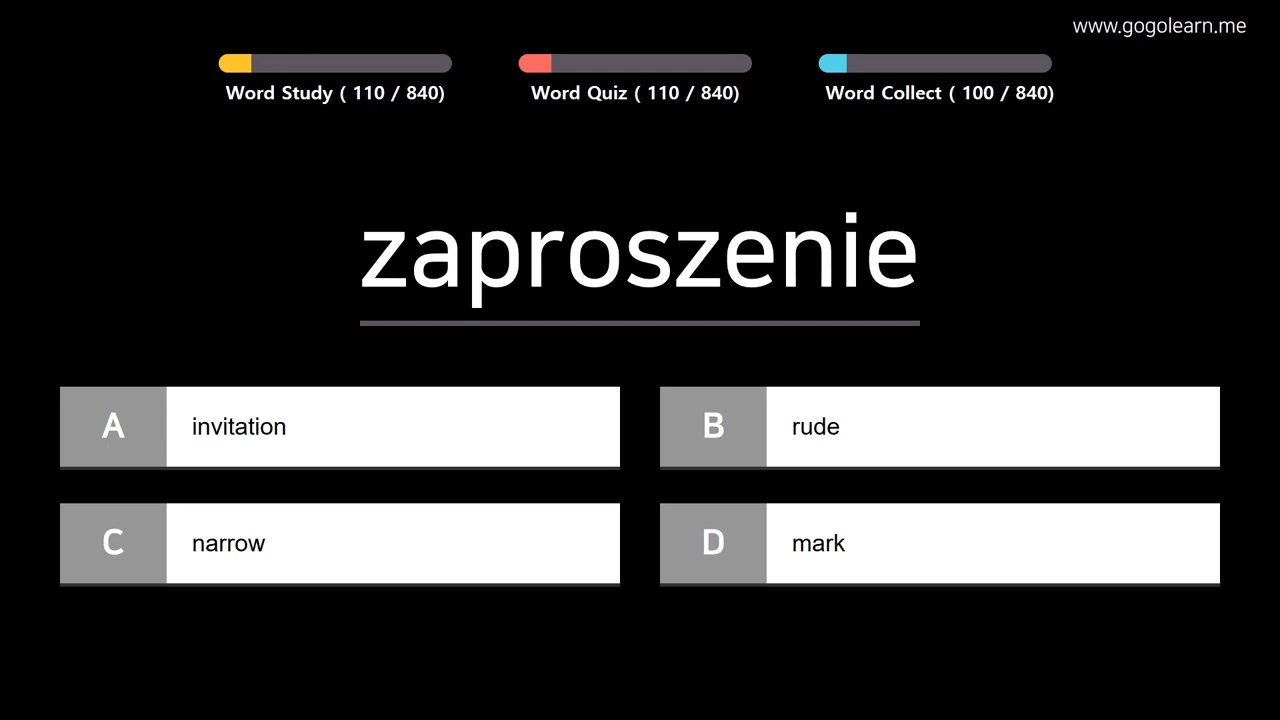 www.gogolearn.me
Word Study ( 110 / 840)
Word Quiz ( 110 / 840)
Word Collect ( 100 / 840)
zaproszenie
A invitation
B rude
C narrow
D mark